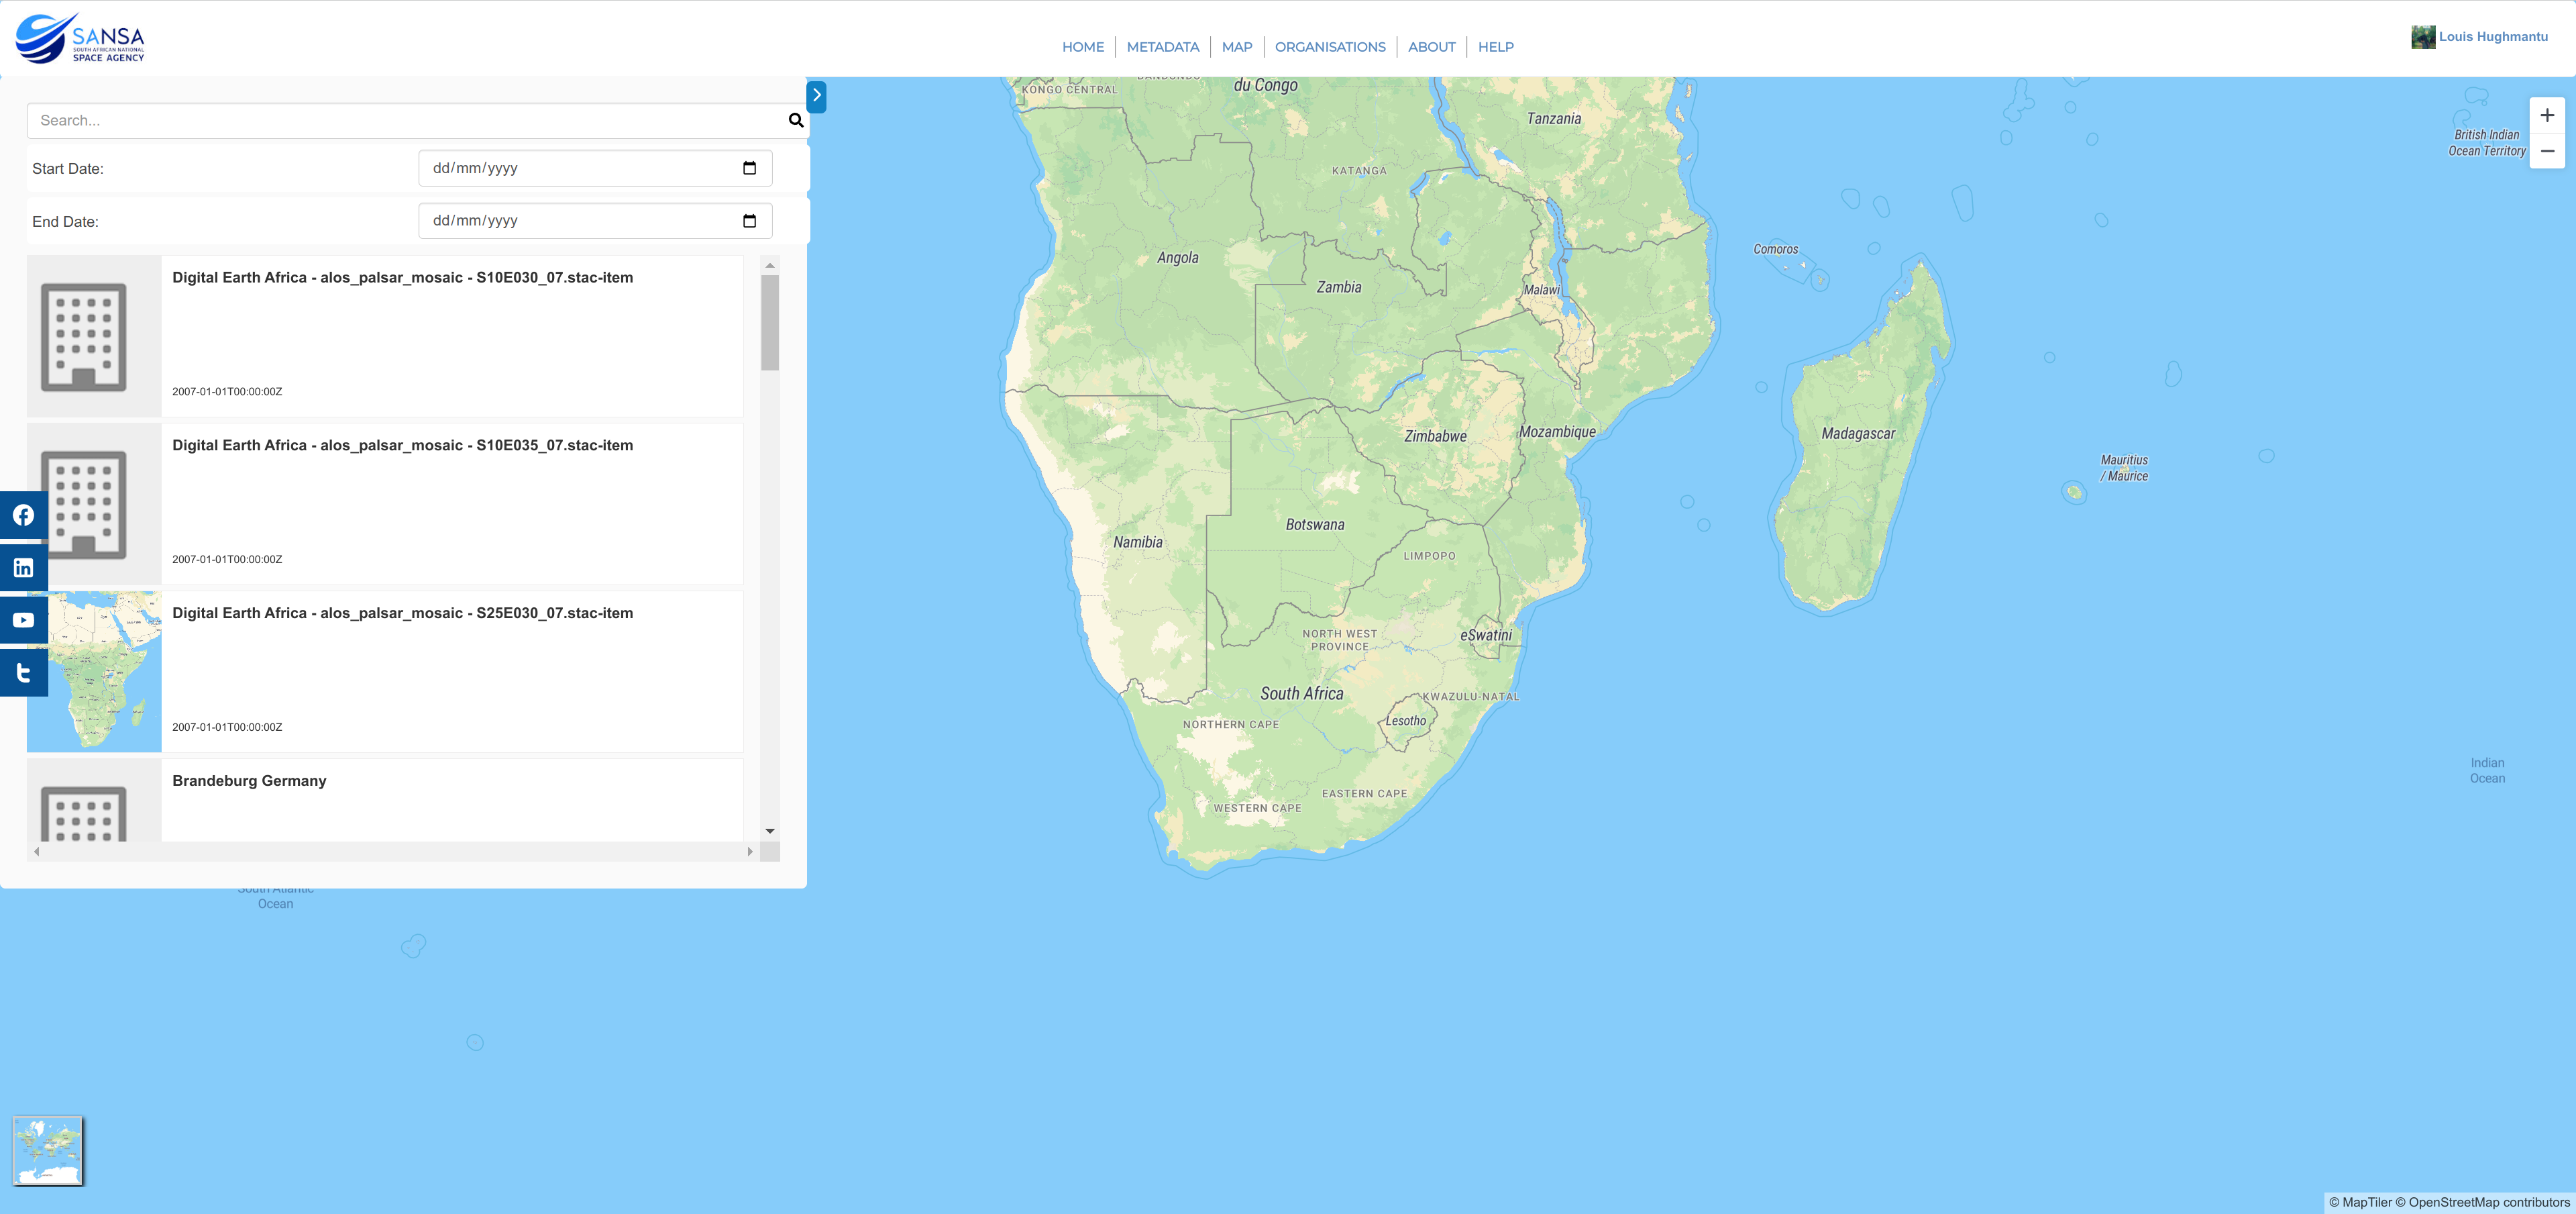 SANSA
SOUTH AFRICAN NATIONAL
SPACE AGENCY
HOME
METADATA
MAP
ORGANISATIONS
ABOUT
HELP
Louis Hughmantu
Search...
Start Date:
dd/mm/yyyy
End Date:
dd/mm/yyyy
Digital Earth Africa - alos_palsar_mosaic - S10E030_07.stac-item
2007-01-01T00:00:00Z
Digital Earth Africa - alos_palsar_mosaic - S10E035_07.stac-item
2007-01-01T00:00:00Z
Digital Earth Africa - alos_palsar_mosaic - S25E030_07.stac-item
2007-01-01T00:00:00Z
Brandeburg Germany
South Atlantic
Ocean
BANDUNDU
du Congo
KONGO CENTRAL
Tanzania
British Indian
Ocean Territory
KATANGA
Comoros
Angola
Zambia
Malawi
Zimbabwe
Mozambique
Madagascar
Mauritius
/ Maurice
Botswana
Namibia
LIMPOPO
NORTH WEST
PROVINCE
eSwatini
South Africa
KWAZULU-NATAL
Lesotho
NORTHERN CAPE
Indian
Ocean
EASTERN CAPE
WESTERN CAPE
© MapTiler © OpenStreetMap contributors